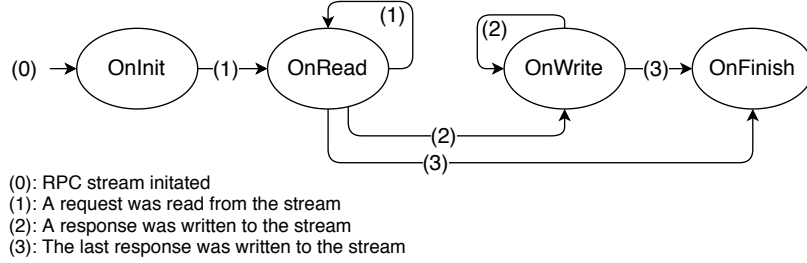 (1)
(2)
(0) OnInit (1) OnRead OnWrite (3) OnFinish
(2)
(3)
(0): RPC stream initated
(1): A request was read from the stream
(2): A response was written to the stream
(3): The last response was written to the stream